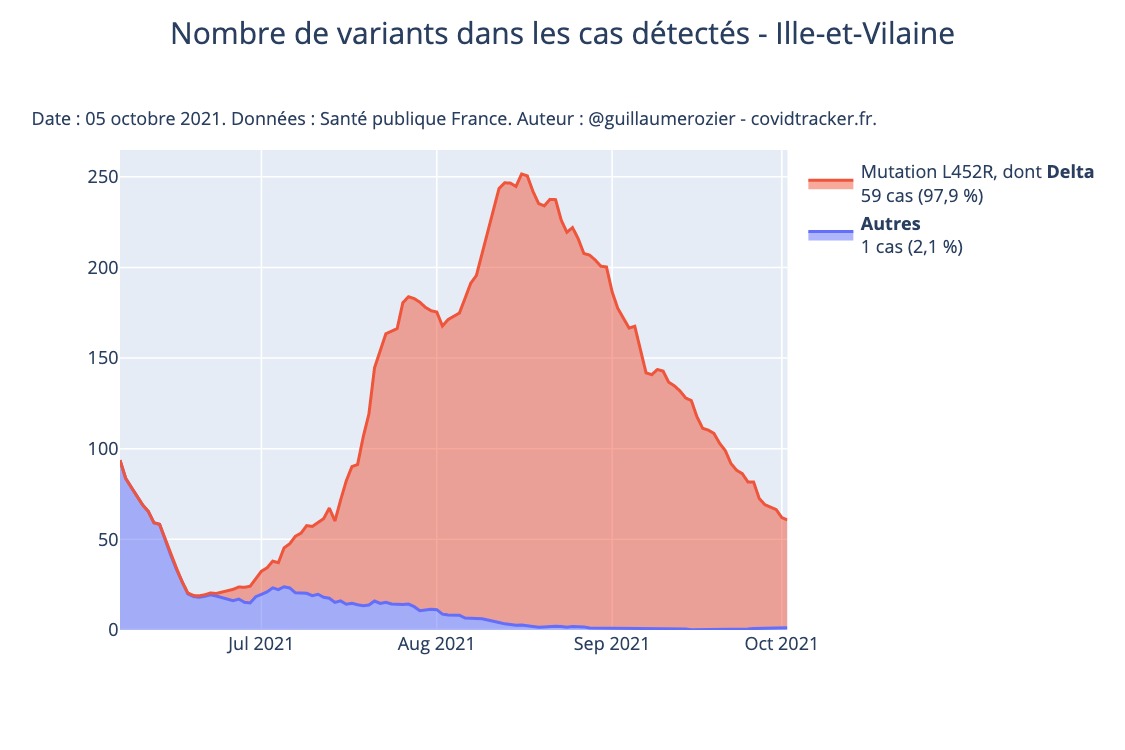 Nombre de variants dans les cas détectés - Ille-et-Vilaine
Date : 05 octobre 2021. Données : Santé publique France. Auteur : @guillaumerozier - covidtracker.fr.
Mutation L452R, dont Delta
59 cas (97,9 %)
Autres
1 cas (2,1 %)
250
200
150
100
50
0
Jul 2021
Aug 2021
Sep 2021
Oct 2021